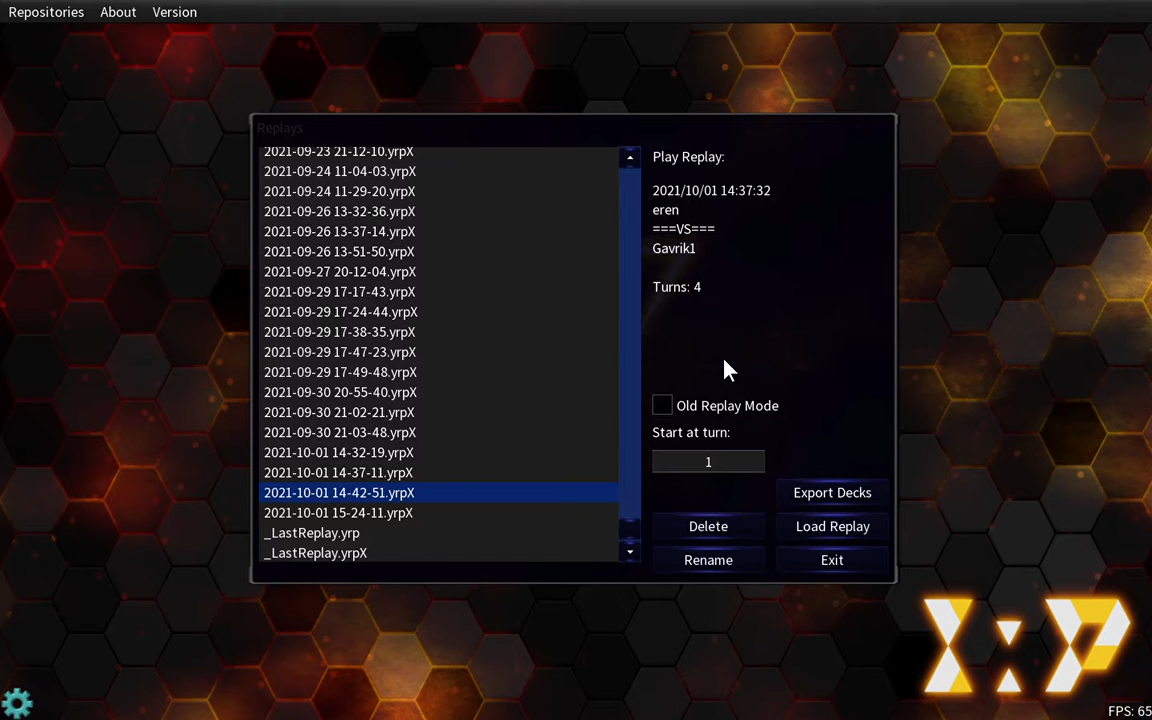 Repositories About Version
Replays
2021-09-23 21-12-10.yrpX
2021-09-24 11-04-03.yrpX
2021-09-24 11-29-20.yrpX
2021-09-26 13-32-36.yrpX
2021-09-26 13-37-14.yrpX
2021-09-26 13-51-50.yrpX
2021-09-27 20-12-04.yrpX
2021-09-29 17-17-43.yrpX
2021-09-29 17-24-44.yrpX
2021-09-29 17-38-35.yrpX
2021-09-29 17-47-23.yrpX
2021-09-29 17-49-48.yrpX
2021-09-30 20-55-40.yrpX
2021-09-30 21-02-21.yrpX
2021-09-30 21-03-48.yrpX
2021-10-01 14-32-19.yrpX
2021-10-01 14-37-11.yrpX
2021-10-01 14-42-51.yrpX
2021-10-01 15-24-11.yrpX
_LastReplay.yrp
_LastReplay.yrpX
Play Replay:
2021/10/01 14:37:32
eren
===VS===
Gavrik1
Turns: 4
Old Replay Mode
Start at turn:
1
Export Decks
Delete Load Replay
Rename Exit
X:P
FPS: 65